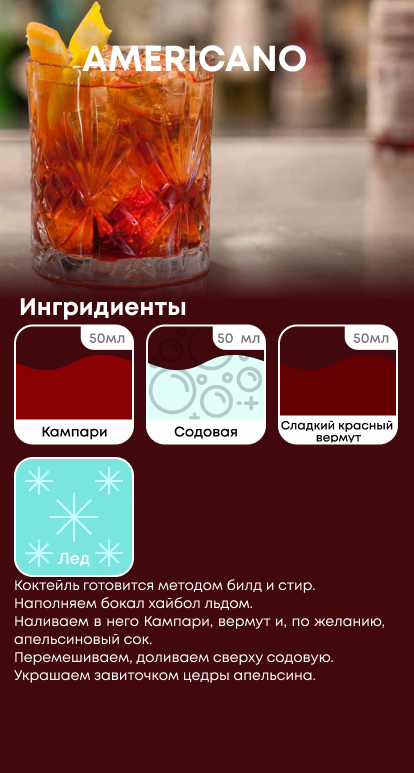 AMERICANO
Ингридиенты
50мл
50 мл
50мл
Кампари
Содовая
Сладкий красный
вермут
Лед
Коктейль готовится методом билд и стир.
Наполняем бокал хайбол льдом.
Наливаем в него Кампари, вермут и, по желанию,
апельсиновый сок.
Перемешиваем, доливаем сверху содовую.
Украшаем завиточком цедры апельсина.